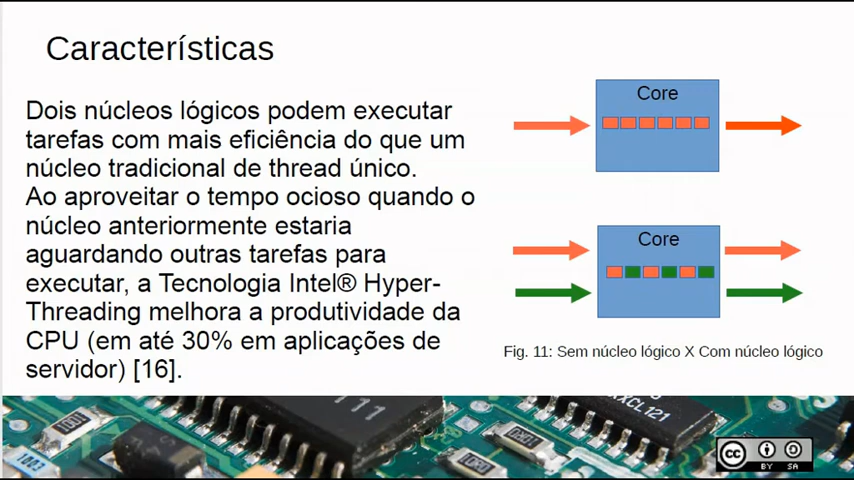 Características
Dois núcleos lógicos podem executar
tarefas com mais eficiência do que um
núcleo tradicional de thread único.
Ao aproveitar o tempo ocioso quando o
núcleo anteriormente estaria
aguardando outras tarefas para
executar, a Tecnologia Intel® Hyper-
Threading melhora a produtividade da
CPU (em até 30% em aplicações de
servidor) [16].
Core
Core
Fig. 11: Sem núcleo lógico X Com núcleo lógico
1003
XCL121
cc
BY SA